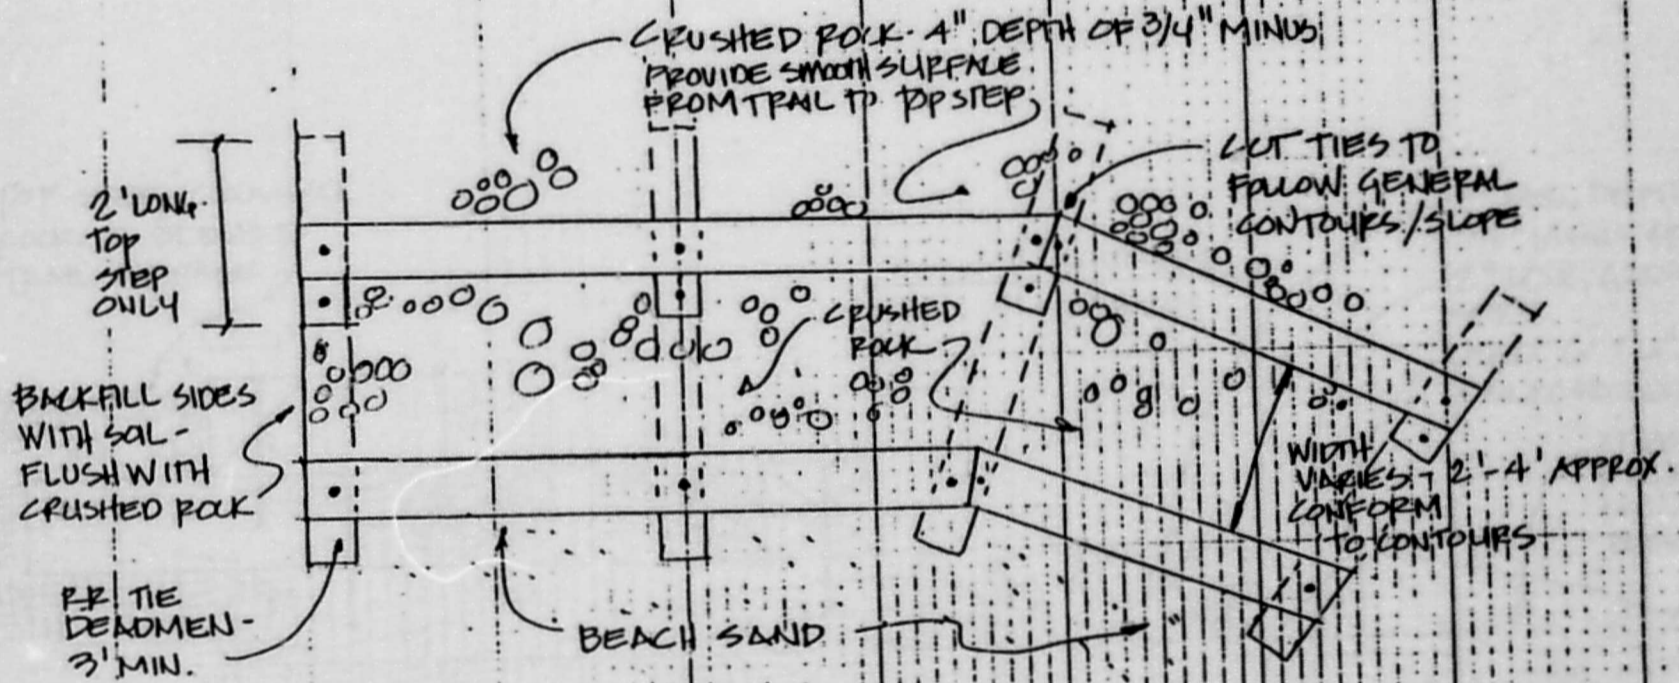 CRUSHED ROCK. 4" DEPTH OF 3/4" MINUS
PROVIDE SMOOTH SURFACE
FROM TRAIL TO TOP STEP
CUT TIES TO
FOLLOW GENERAL
CONTOURS/SLOPE
2' LONG.
TOP
STEP
ONLY
CRUSHED
ROCK
BACKFILL SIDES
WITH SOIL -
FLUSH WITH
CRUSHED ROCK
WIDTH
VARIES - 2'-4' APPROX.
CONFORM
TO CONTOURS
RR TIE
DEADMEN -
3' MIN.
BEACH SAND